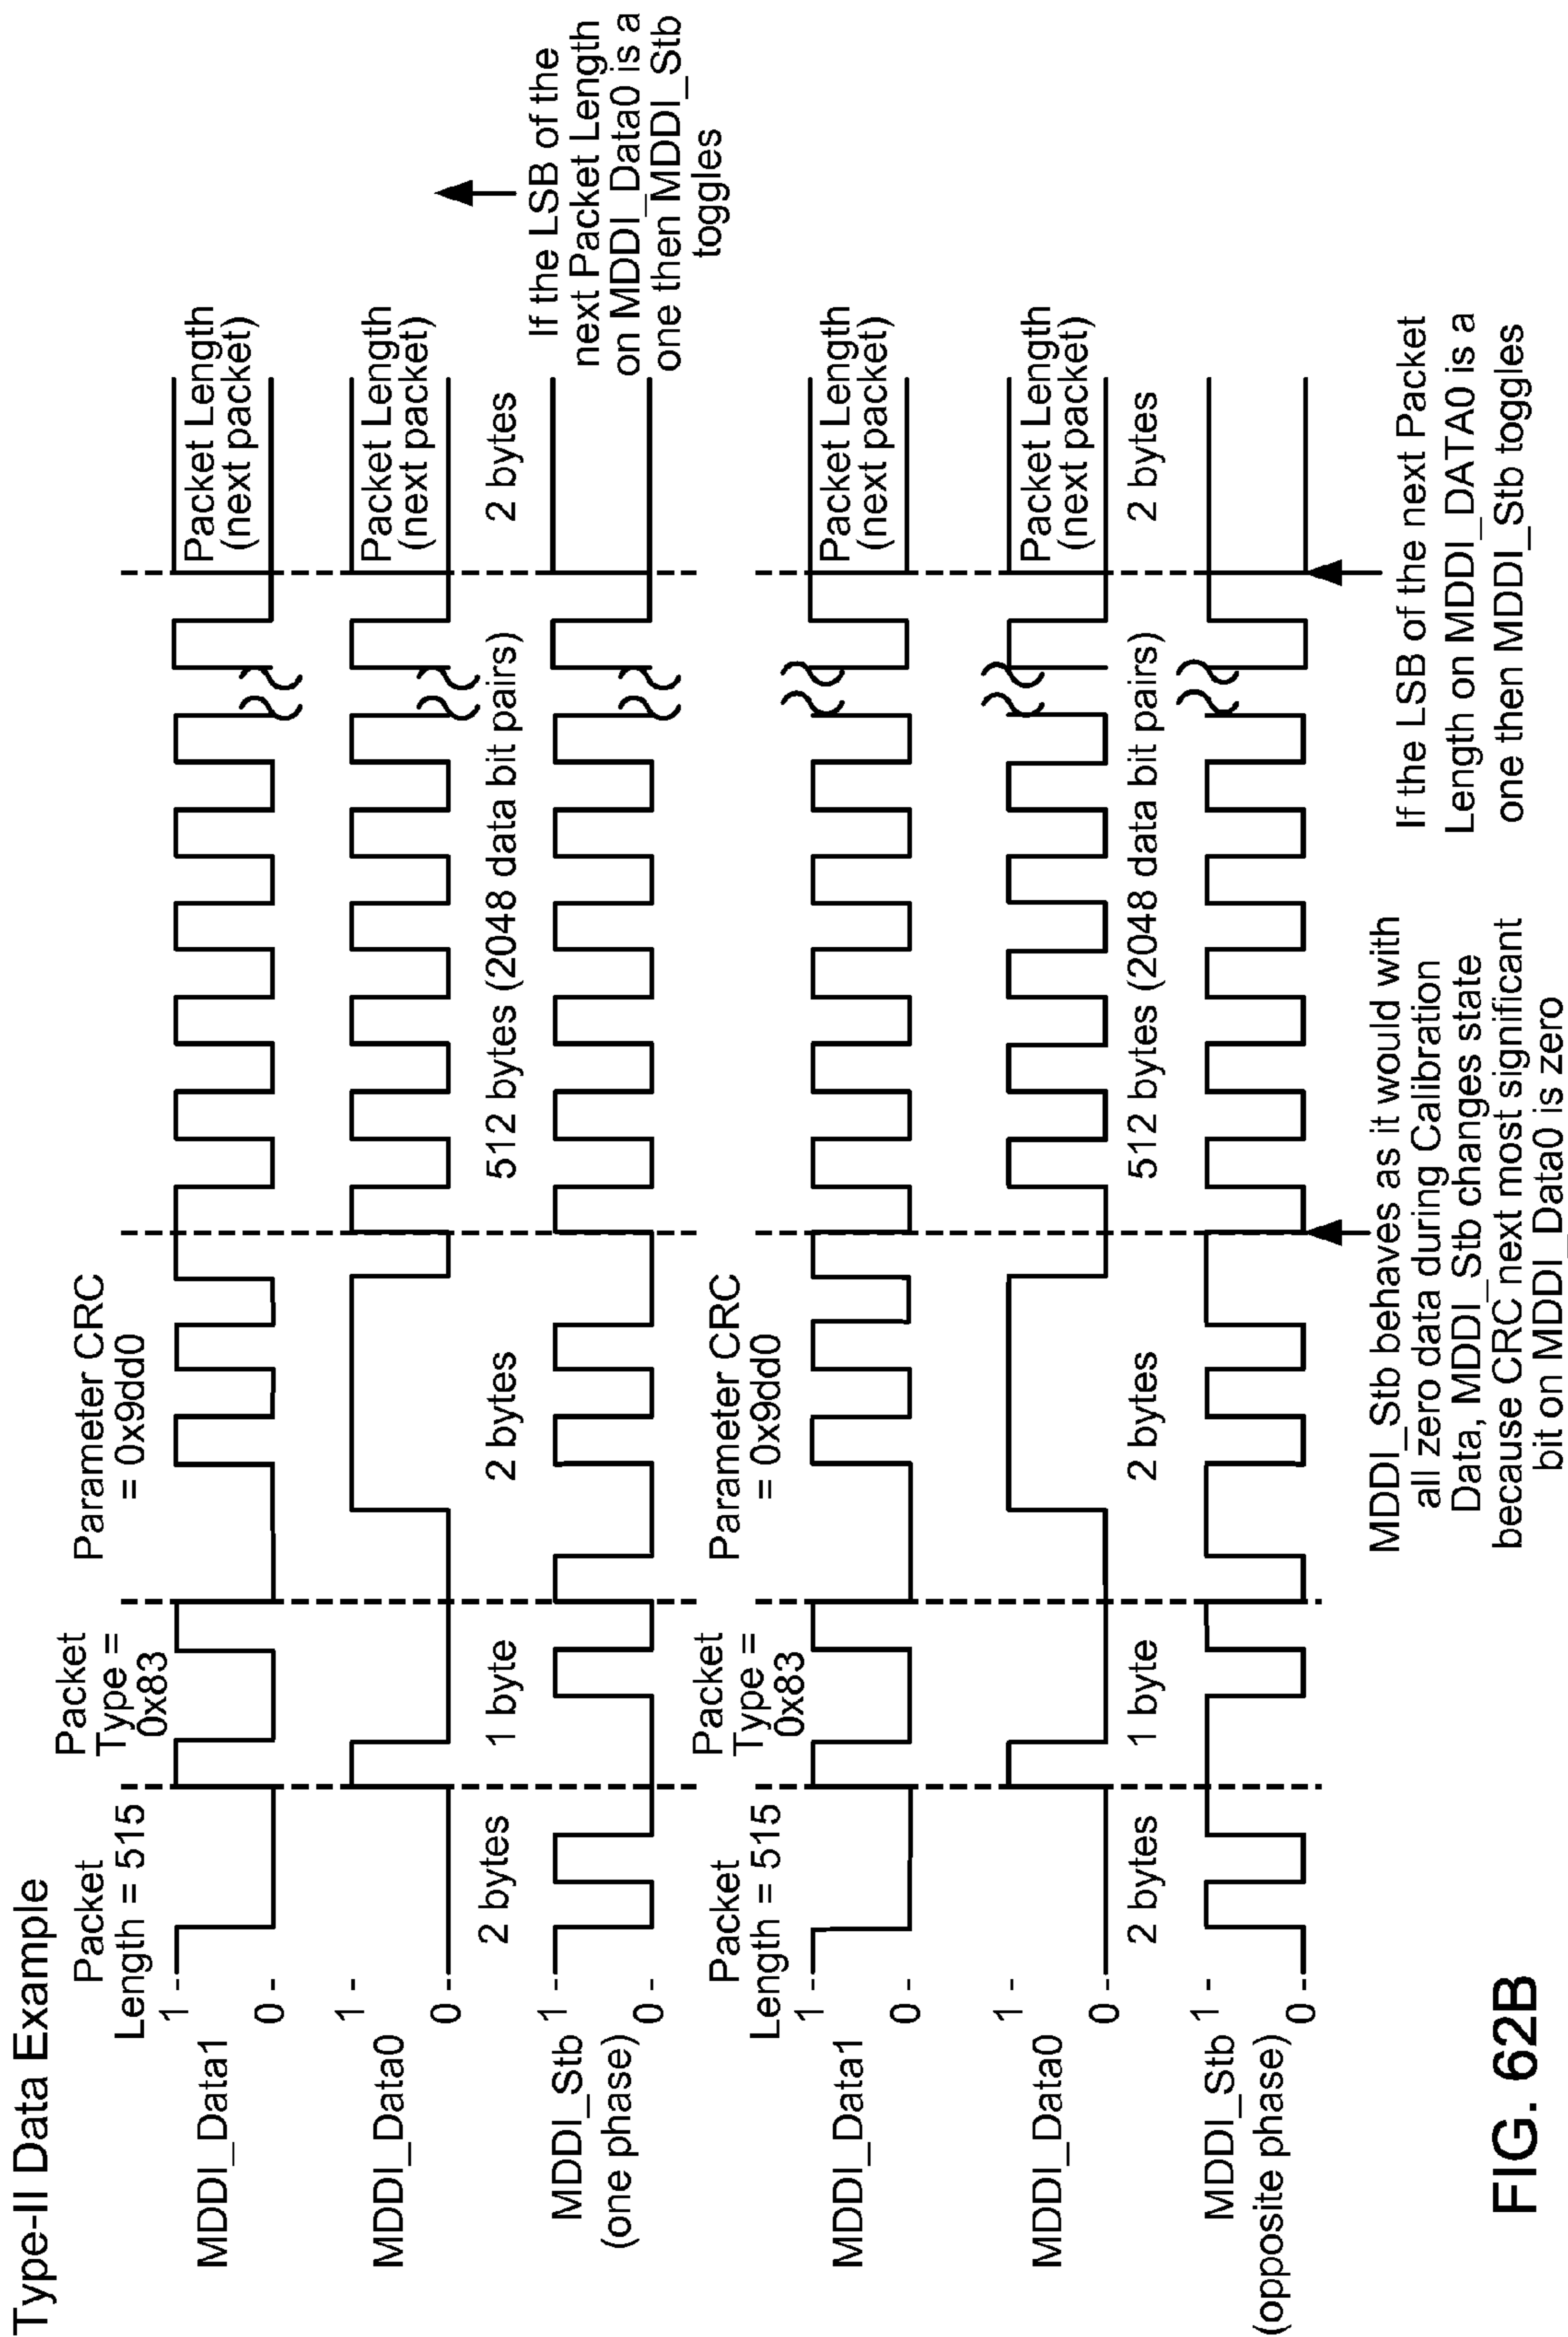 Type-II Data Example
Packet
Length = 515
Packet
Type =
0x83
Parameter CRC
= 0x9dd0
MDDI_Data1
1
0
Packet Length
(next packet)
MDDI_Data0
1
0
Packet Length
(next packet)
2 bytes
1 byte
2 bytes
512 bytes (2048 data bit pairs)
2 bytes
MDDI_Stb
(one phase)
1
0
If the LSB of the
next Packet Length
on MDDI_Data0 is a
one then MDDI_Stb
toggles
Packet
Length = 515
Packet
Type =
0x83
Parameter CRC
= 0x9dd0
MDDI_Data1
1
0
Packet Length
(next packet)
MDDI_Data0
1
0
Packet Length
(next packet)
2 bytes
1 byte
2 bytes
512 bytes (2048 data bit pairs)
2 bytes
MDDI_Stb
(opposite phase)
1
0
MDDI_Stb behaves as it would with
all zero data during Calibration
Data, MDDI_Stb changes state
because CRC next most significant
bit on MDDI_Data0 is zero
If the LSB of the next Packet
Length on MDDI_DATA0 is a
one then MDDI_Stb toggles
FIG. 62B